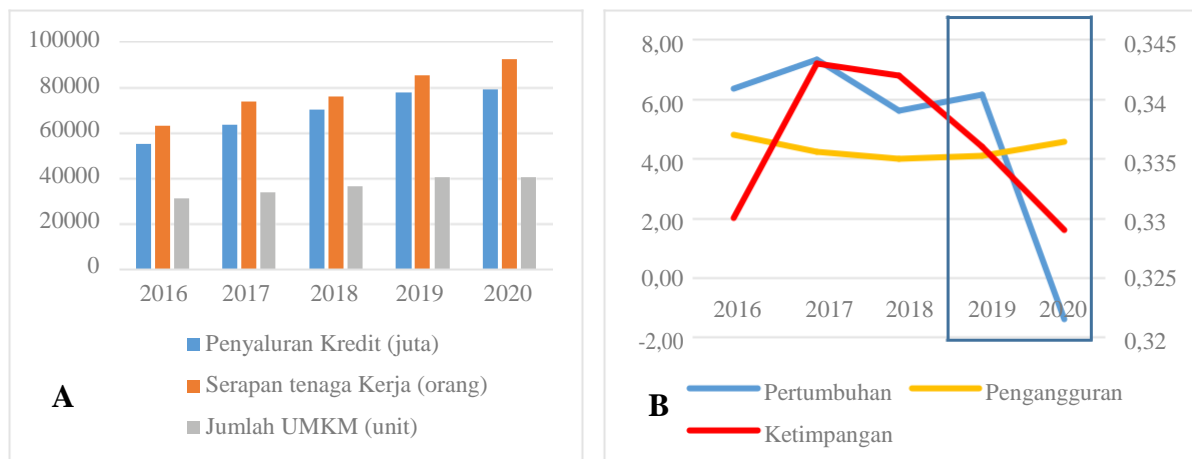 100000
80000
60000
40000
20000
0
2016 2017 2018 2019 2020
Penyaluran Kredit (juta)
Serapan tenaga Kerja (orang)
Jumlah UMKM (unit)
A
8,00
6,00
4,00
2,00
0,00
-2,00
0,345
0,34
0,335
0,33
0,325
0,32
2016 2017 2018 2019 2020
Pertumbuhan Pengangguran
Ketimpangan
B